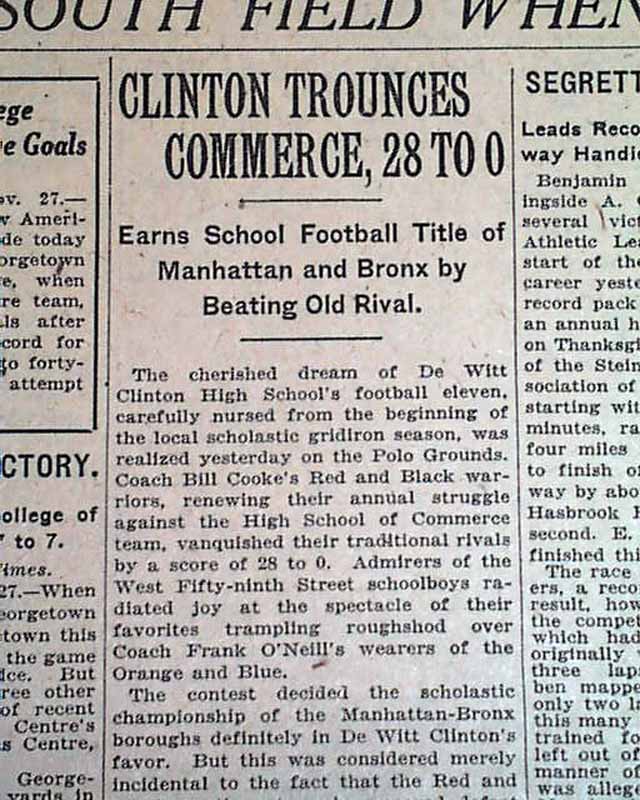 SOUTH FIELD WHEN
ege
e Goals
ov. 27.—
w Ameri-
de today
orgetown
e, when
re team,
ls after
cord for
go forty-
attempt
CTORY.
ollege of
7 to 7.
Times.
27.—When
eorgetown
town this
the game
ice. But
ree other
of recent
Centre's
s Centre,
George-
yards in
CLINTON TROUNCES
COMMERCE, 28 TO 0
Earns School Football Title of
Manhattan and Bronx by
Beating Old Rival.
The cherished dream of De Witt
Clinton High School's football eleven,
carefully nursed from the beginning of
the local scholastic gridiron season, was
realized yesterday on the Polo Grounds.
Coach Bill Cooke's Red and Black war-
riors, renewing their annual struggle
against the High School of Commerce
team, vanquished their traditional rivals
by a score of 28 to 0. Admirers of the
West Fifty-ninth Street schoolboys ra-
diated joy at the spectacle of their
favorites trampling roughshod over
Coach Frank O'Neill's wearers of the
Orange and Blue.
The contest decided the scholastic
championship of the Manhattan-Bronx
boroughs definitely in De Witt Clinton's
favor. But this was considered merely
incidental to the fact that the Red and
SEGRETT
Leads Reco
way Handic
Benjamin
ingside A. C
several vict
Athletic Lea
start of the
career yeste
record pack
an annual h
on Thanksgi
of the Stein
sociation of
starting wit
minutes, ra
four miles
to finish of
way by abo
Hasbrook H
second. E.
finished thi
The race
ers, a reco
result, how
the compet
which had
originally
three laps
ben mappe
only two la
this many
trained fo
left out of
manner of
was alleg